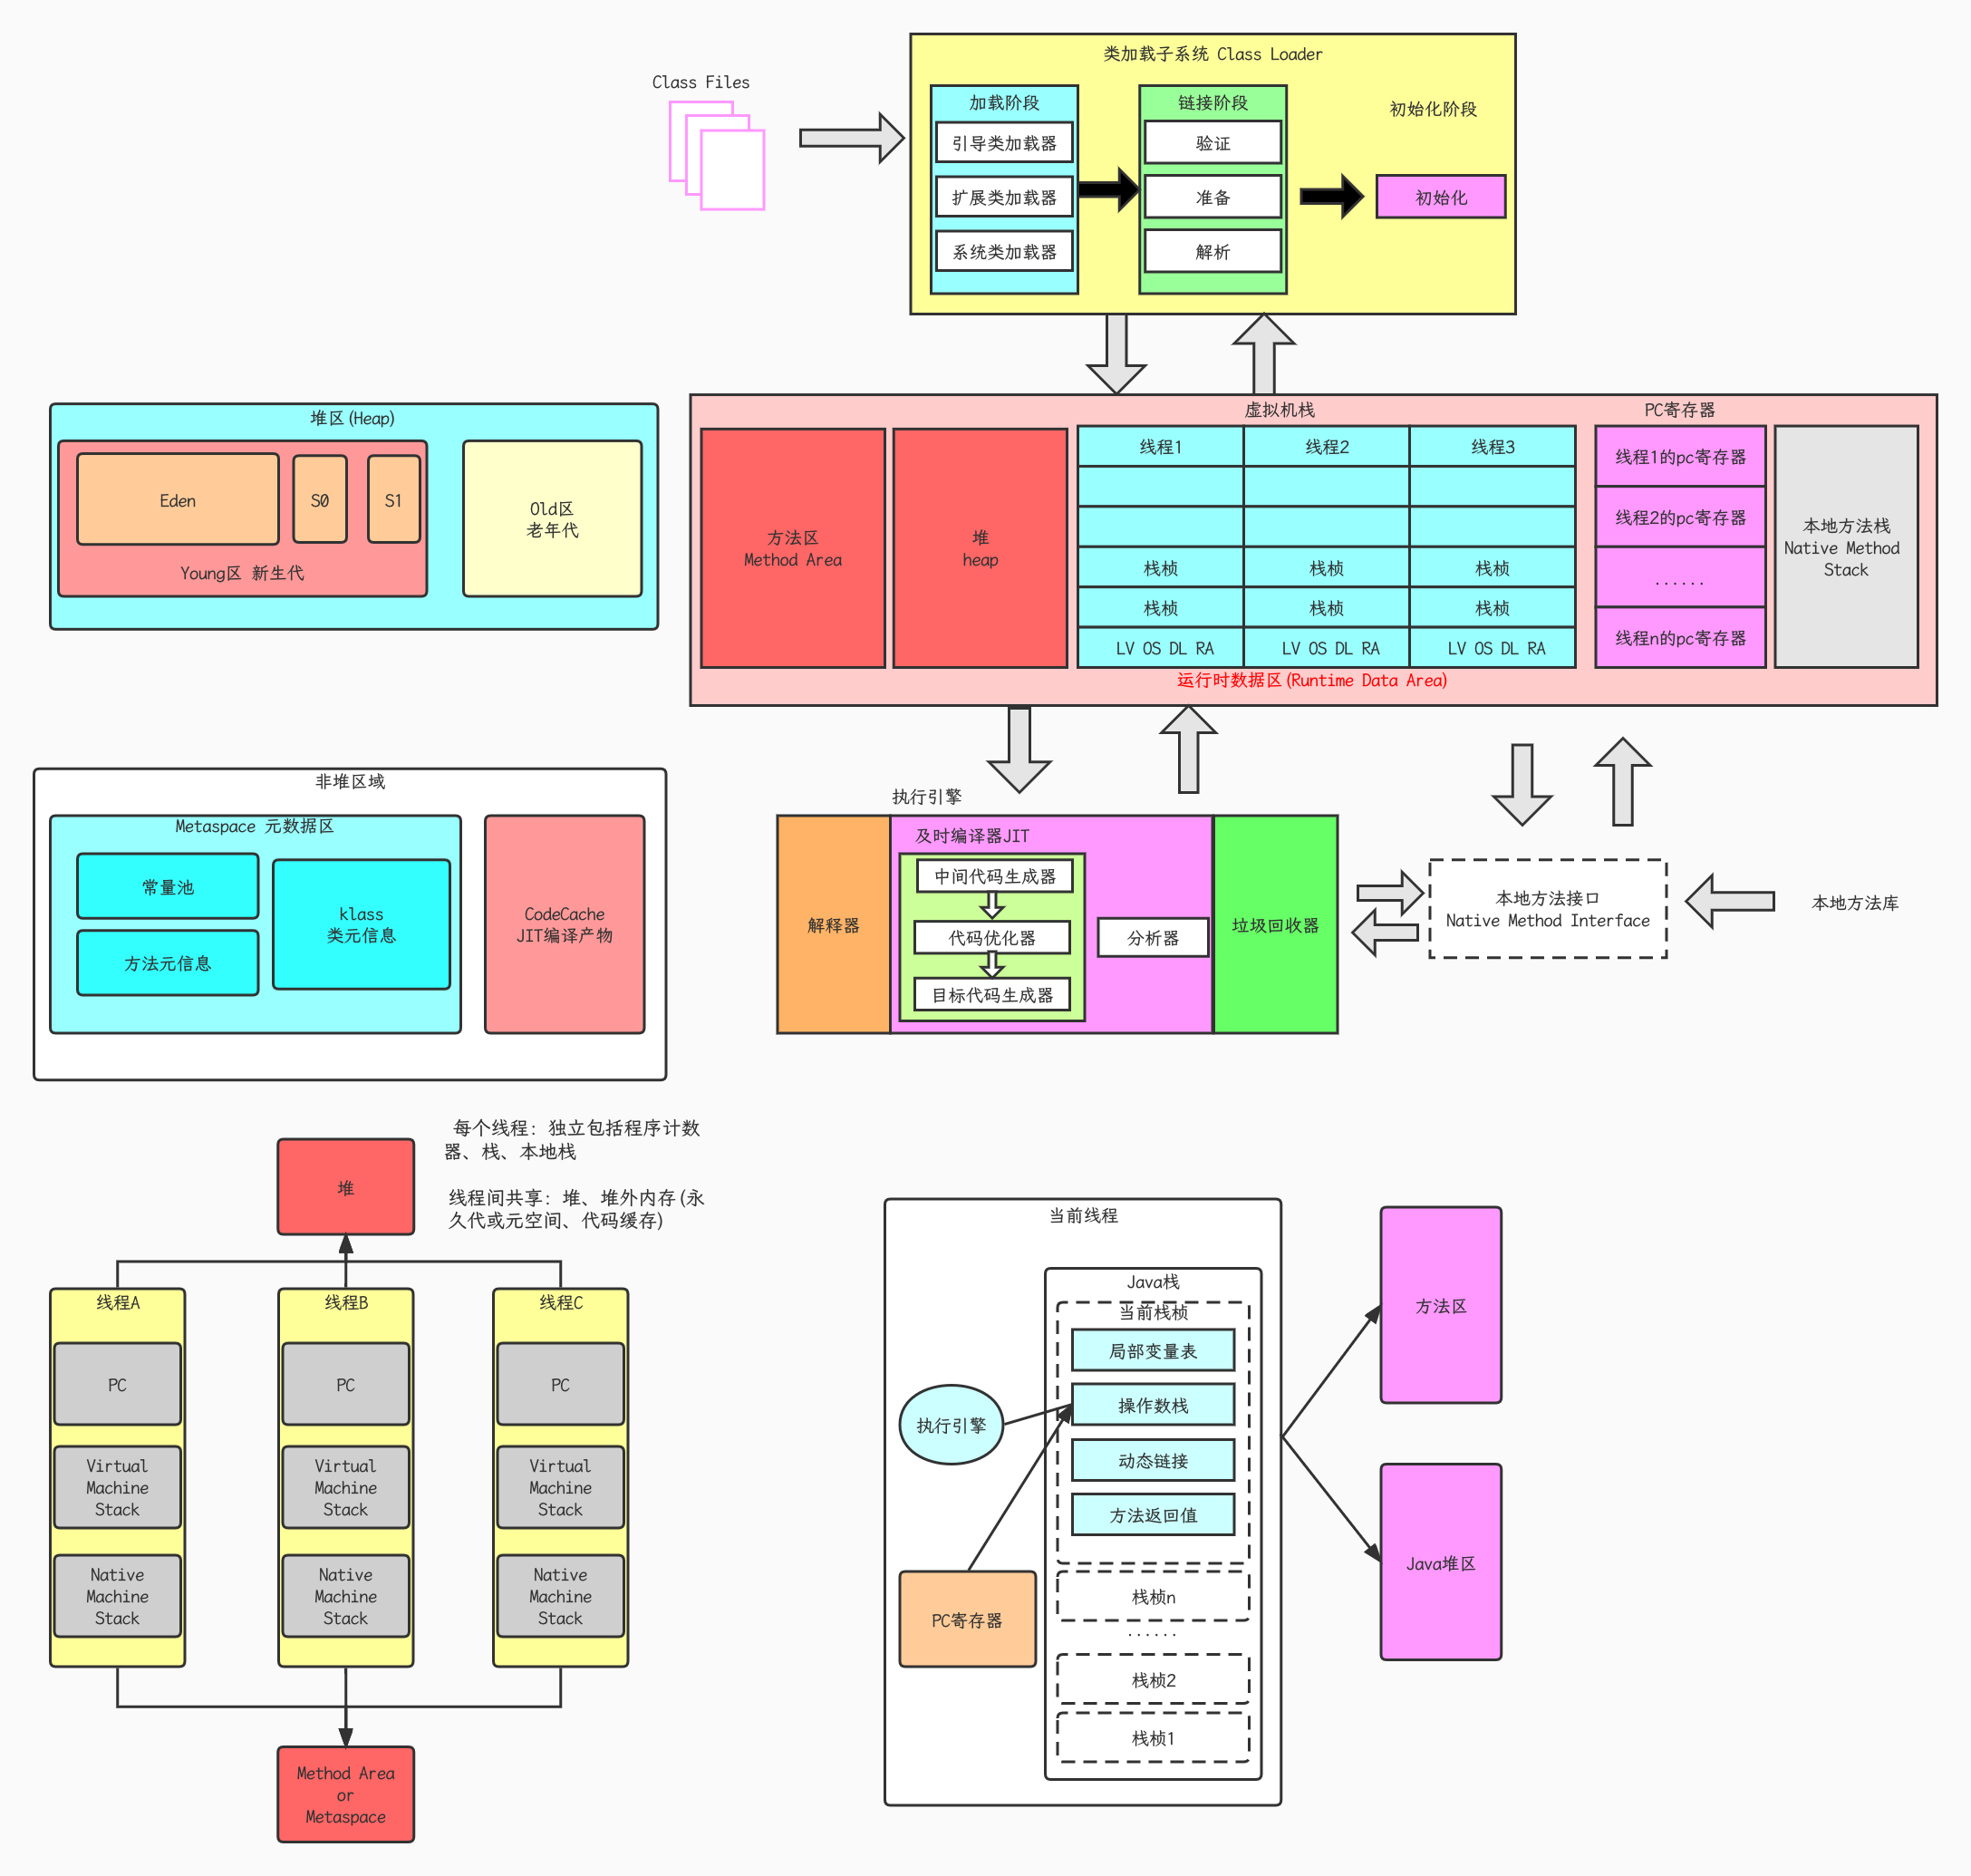 类加载子系统 Class Loader
Class Files
加载阶段
引导类加载器
扩展类加载器
系统类加载器
链接阶段
验证
准备
解析
初始化阶段
初始化
堆区(Heap)
Eden
S0
S1
Young区 新生代
Old区
老年代
虚拟机栈
PC寄存器
方法区
Method Area
堆
heap
线程1
线程2
线程3
栈桢
栈桢
栈桢
栈桢
栈桢
栈桢
LV OS DL RA
LV OS DL RA
LV OS DL RA
线程1的pc寄存器
线程2的pc寄存器
......
线程n的pc寄存器
本地方法栈
Native Method
Stack
运行时数据区(Runtime Data Area)
非堆区域
Metaspace 元数据区
常量池
方法元信息
klass
类元信息
CodeCache
JIT编译产物
执行引擎
解释器
及时编译器JIT
中间代码生成器
代码优化器
目标代码生成器
分析器
垃圾回收器
本地方法接口
Native Method Interface
本地方法库
堆
每个线程: 独立包括程序计数
器、栈、本地栈
线程间共享: 堆、堆外内存(永
久代或元空间、代码缓存)
线程A
PC
Virtual
Machine
Stack
Native
Machine
Stack
线程B
PC
Virtual
Machine
Stack
Native
Machine
Stack
线程C
PC
Virtual
Machine
Stack
Native
Machine
Stack
Method Area
or
Metaspace
当前线程
Java栈
当前栈桢
局部变量表
操作数栈
动态链接
方法返回值
执行引擎
PC寄存器
栈桢n
......
栈桢2
栈桢1
方法区
Java堆区